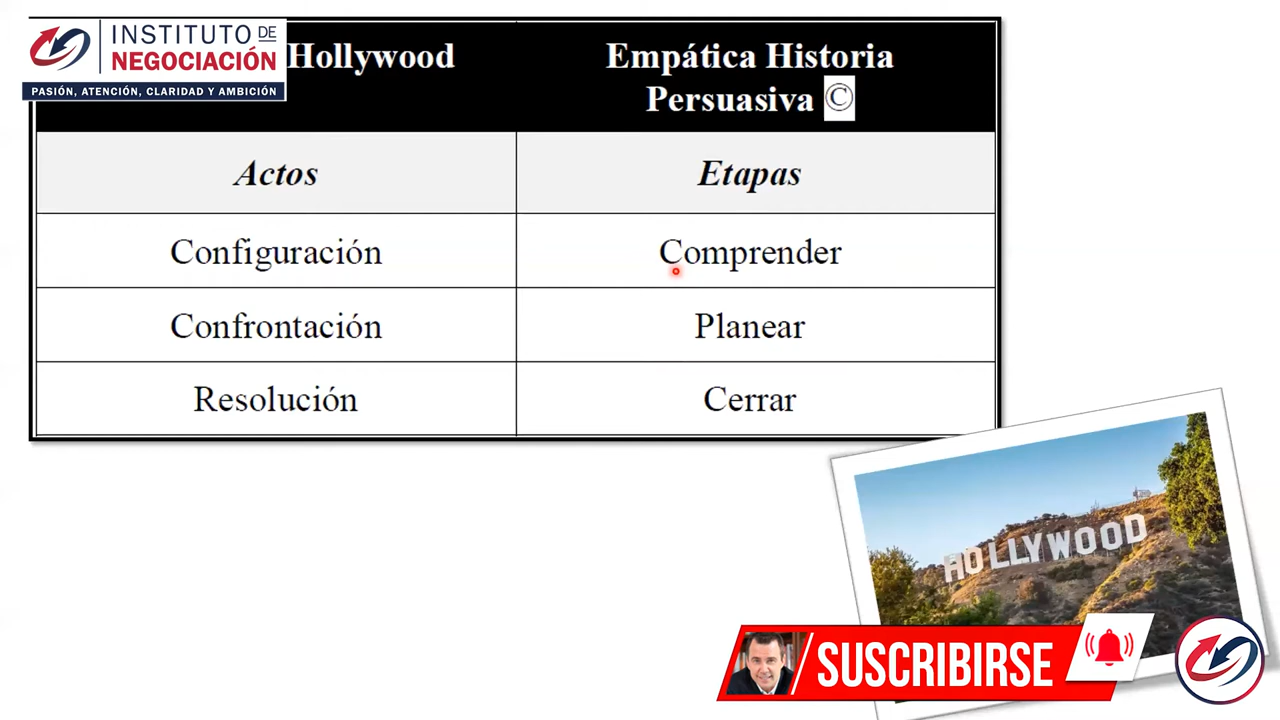 INSTITUTO DE
NEGOCIACIÓN
PASIÓN, ATENCIÓN, CLARIDAD Y AMBICIÓN
Hollywood
Empática Historia
Persuasiva ©
Actos
Etapas
Configuración
Comprender
Confrontación
Planear
Resolución
Cerrar
HOLLYWOOD
SUSCRIBIRSE